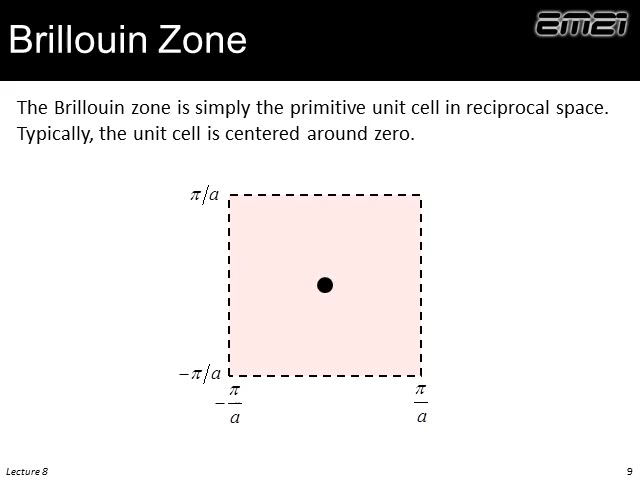 Brillouin Zone
EM21
The Brillouin zone is simply the primitive unit cell in reciprocal space.
Typically, the unit cell is centered around zero.
π/a
−π/a
−π/a
π/a
Lecture 8
9